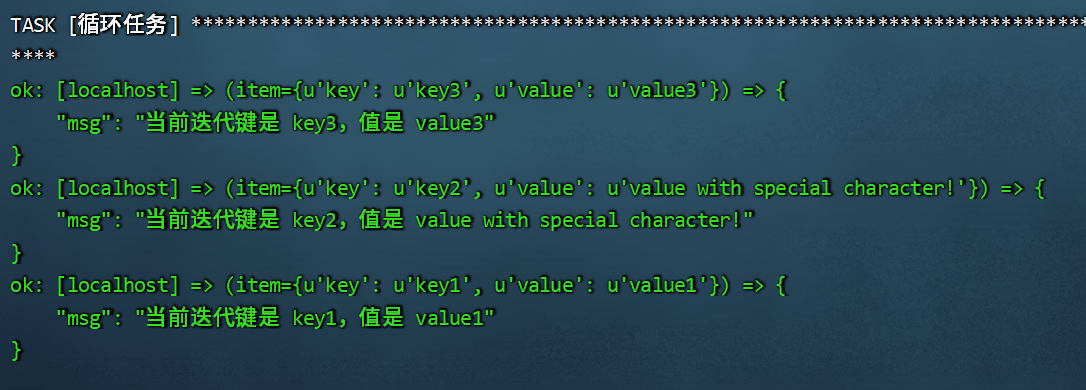 TASK [循环任务] *******************************************************************************
****
ok: [localhost] => (item={u'key': u'key3', u'value': u'value3'}) => {
    "msg": "当前迭代键是 key3，值是 value3"
}
ok: [localhost] => (item={u'key': u'key2', u'value': u'value with special character!'}) => {
    "msg": "当前迭代键是 key2，值是 value with special character!"
}
ok: [localhost] => (item={u'key': u'key1', u'value': u'value1'}) => {
    "msg": "当前迭代键是 key1，值是 value1"
}